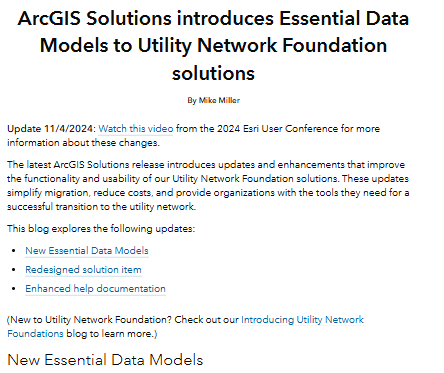 ArcGIS Solutions introduces Essential Data
Models to Utility Network Foundation
solutions
By Mike Miller
Update 11/4/2024: Watch this video from the 2024 Esri User Conference for more
information about these changes.
The latest ArcGIS Solutions release introduces updates and enhancements that improve
the functionality and usability of our Utility Network Foundation solutions. These updates
simplify migration, reduce costs, and provide organizations with the tools they need for a
successful transition to the utility network.
This blog explores the following updates:
• New Essential Data Models
• Redesigned solution item
• Enhanced help documentation
(New to Utility Network Foundation? Check out our Introducing Utility Network
Foundations blog to learn more.)
New Essential Data Models